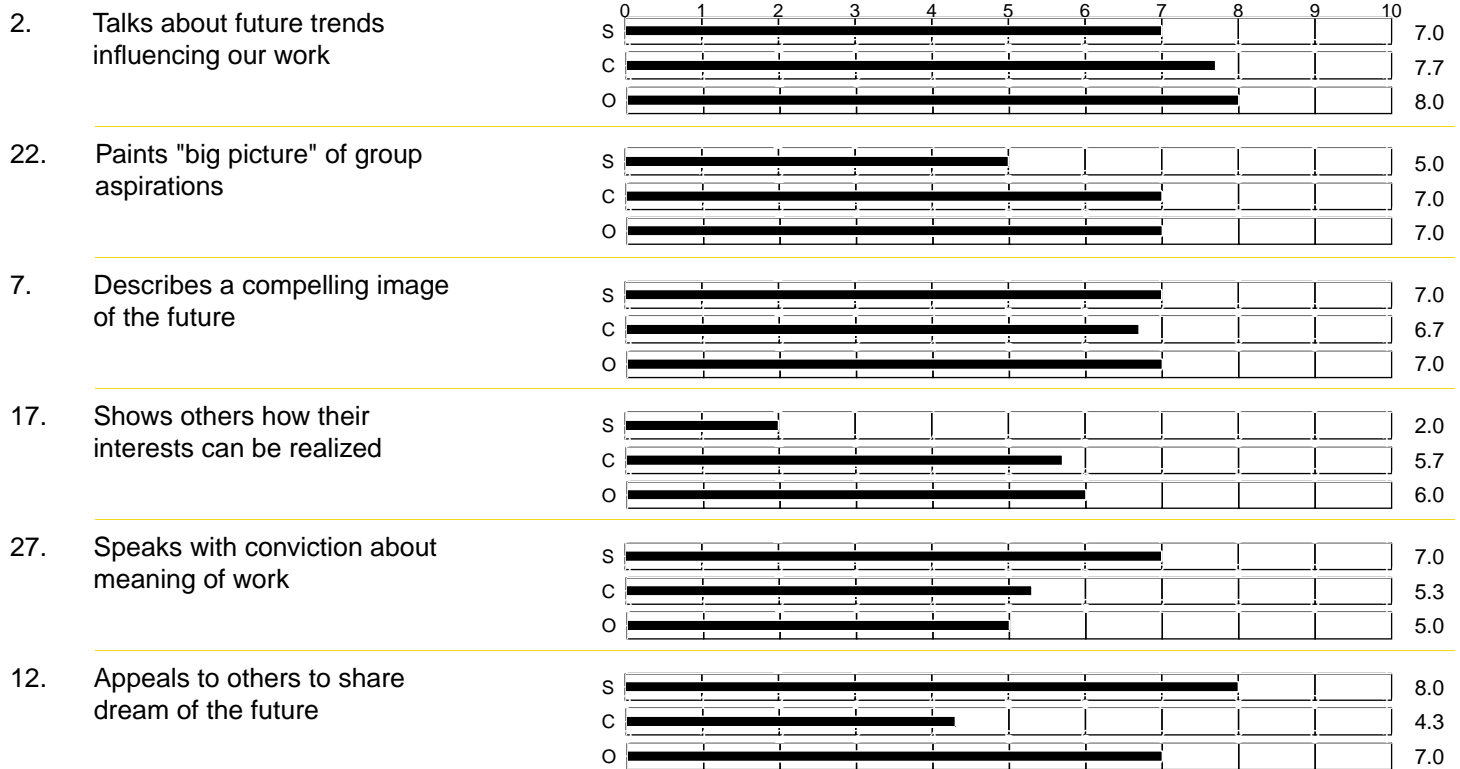 0 1 2 3 4 5 6 7 8 9 10
2. Talks about future trends
influencing our work
S 7.0
C 7.7
O 8.0
22. Paints "big picture" of group
aspirations
S 5.0
C 7.0
O 7.0
7. Describes a compelling image
of the future
S 7.0
C 6.7
O 7.0
17. Shows others how their
interests can be realized
S 2.0
C 5.7
O 6.0
27. Speaks with conviction about
meaning of work
S 7.0
C 5.3
O 5.0
12. Appeals to others to share
dream of the future
S 8.0
C 4.3
O 7.0